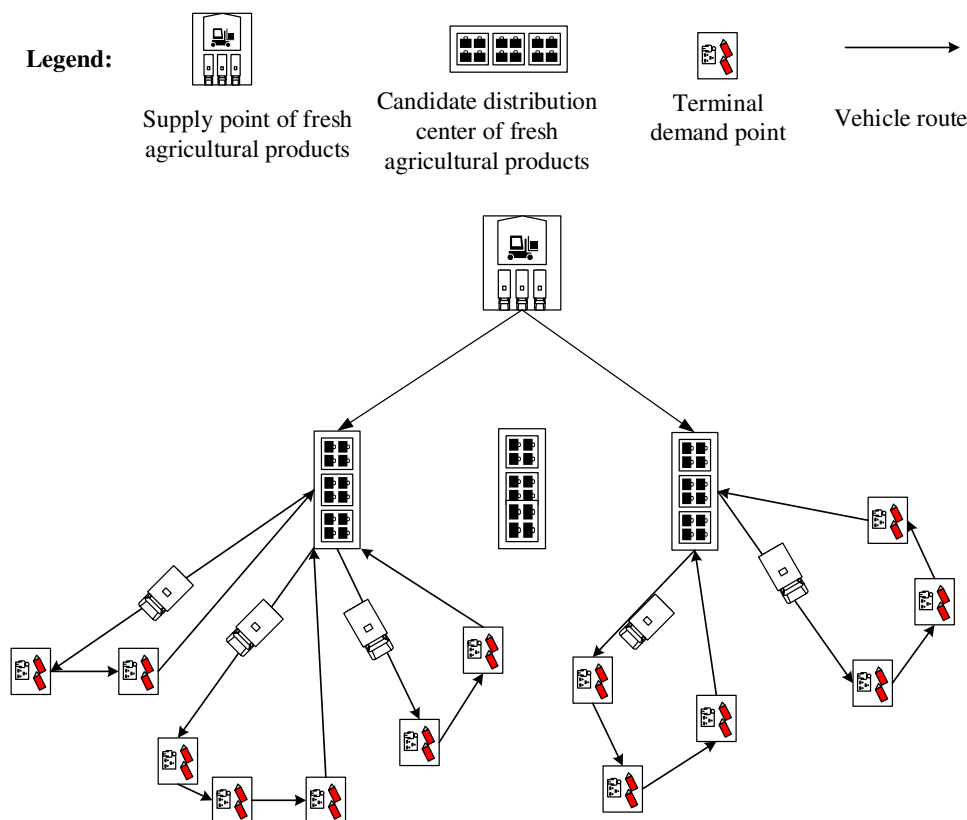 Legend:
Supply point of fresh
agricultural products
Candidate distribution
center of fresh
agricultural products
Terminal
demand point
Vehicle route